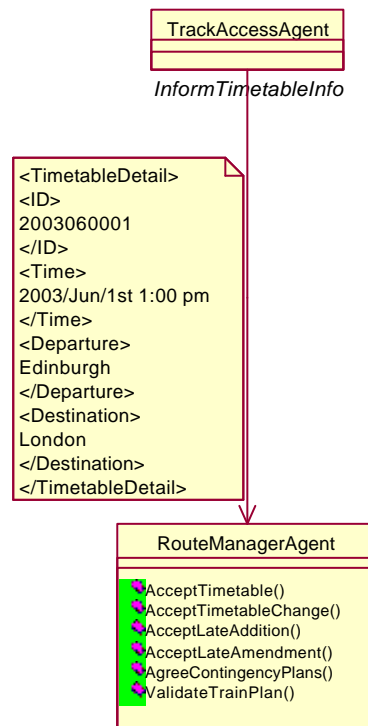 TrackAccessAgent
InformTimetableInfo
<TimetableDetail>
<ID>
2003060001
</ID>
<Time>
2003/Jun/1st 1:00 pm
</Time>
<Departure>
Edinburgh
</Departure>
<Destination>
London
</Destination>
</TimetableDetail>
RouteManagerAgent
AcceptTimetable()
AcceptTimetableChange()
AcceptLateAddition()
AcceptLateAmendment()
AgreeContingencyPlans()
ValidateTrainPlan()